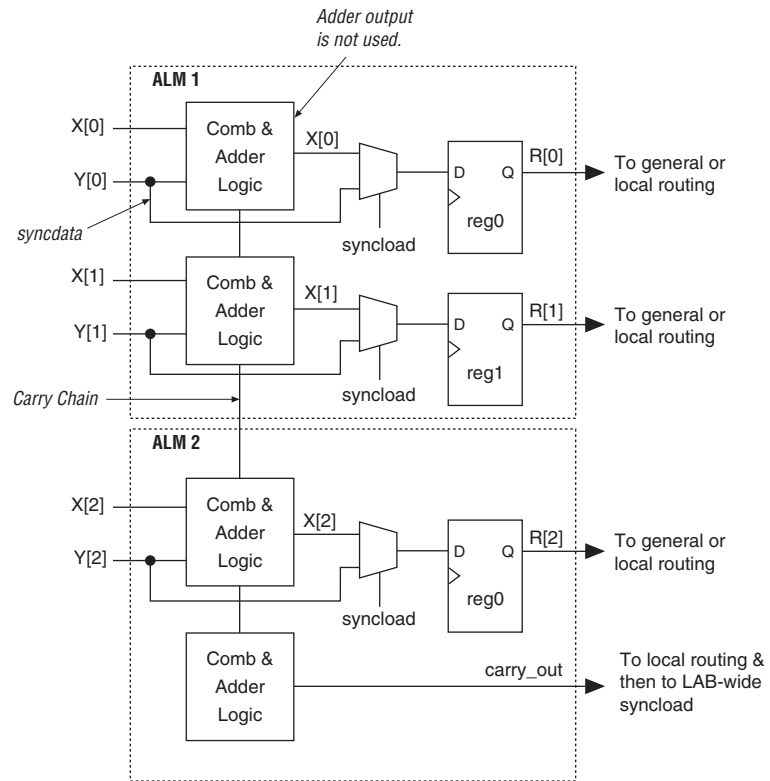 Adder output
is not used.
ALM 1
X[0]
Comb &
Adder
Logic
X[0]
Y[0]
syncdata
syncload
D
Q
reg0
R[0]
To general or
local routing
X[1]
Comb &
Adder
Logic
X[1]
Y[1]
syncload
D
Q
reg1
R[1]
To general or
local routing
Carry Chain
ALM 2
X[2]
Comb &
Adder
Logic
X[2]
Y[2]
syncload
D
Q
reg0
R[2]
To general or
local routing
Comb &
Adder
Logic
carry_out
To local routing &
then to LAB-wide
syncload